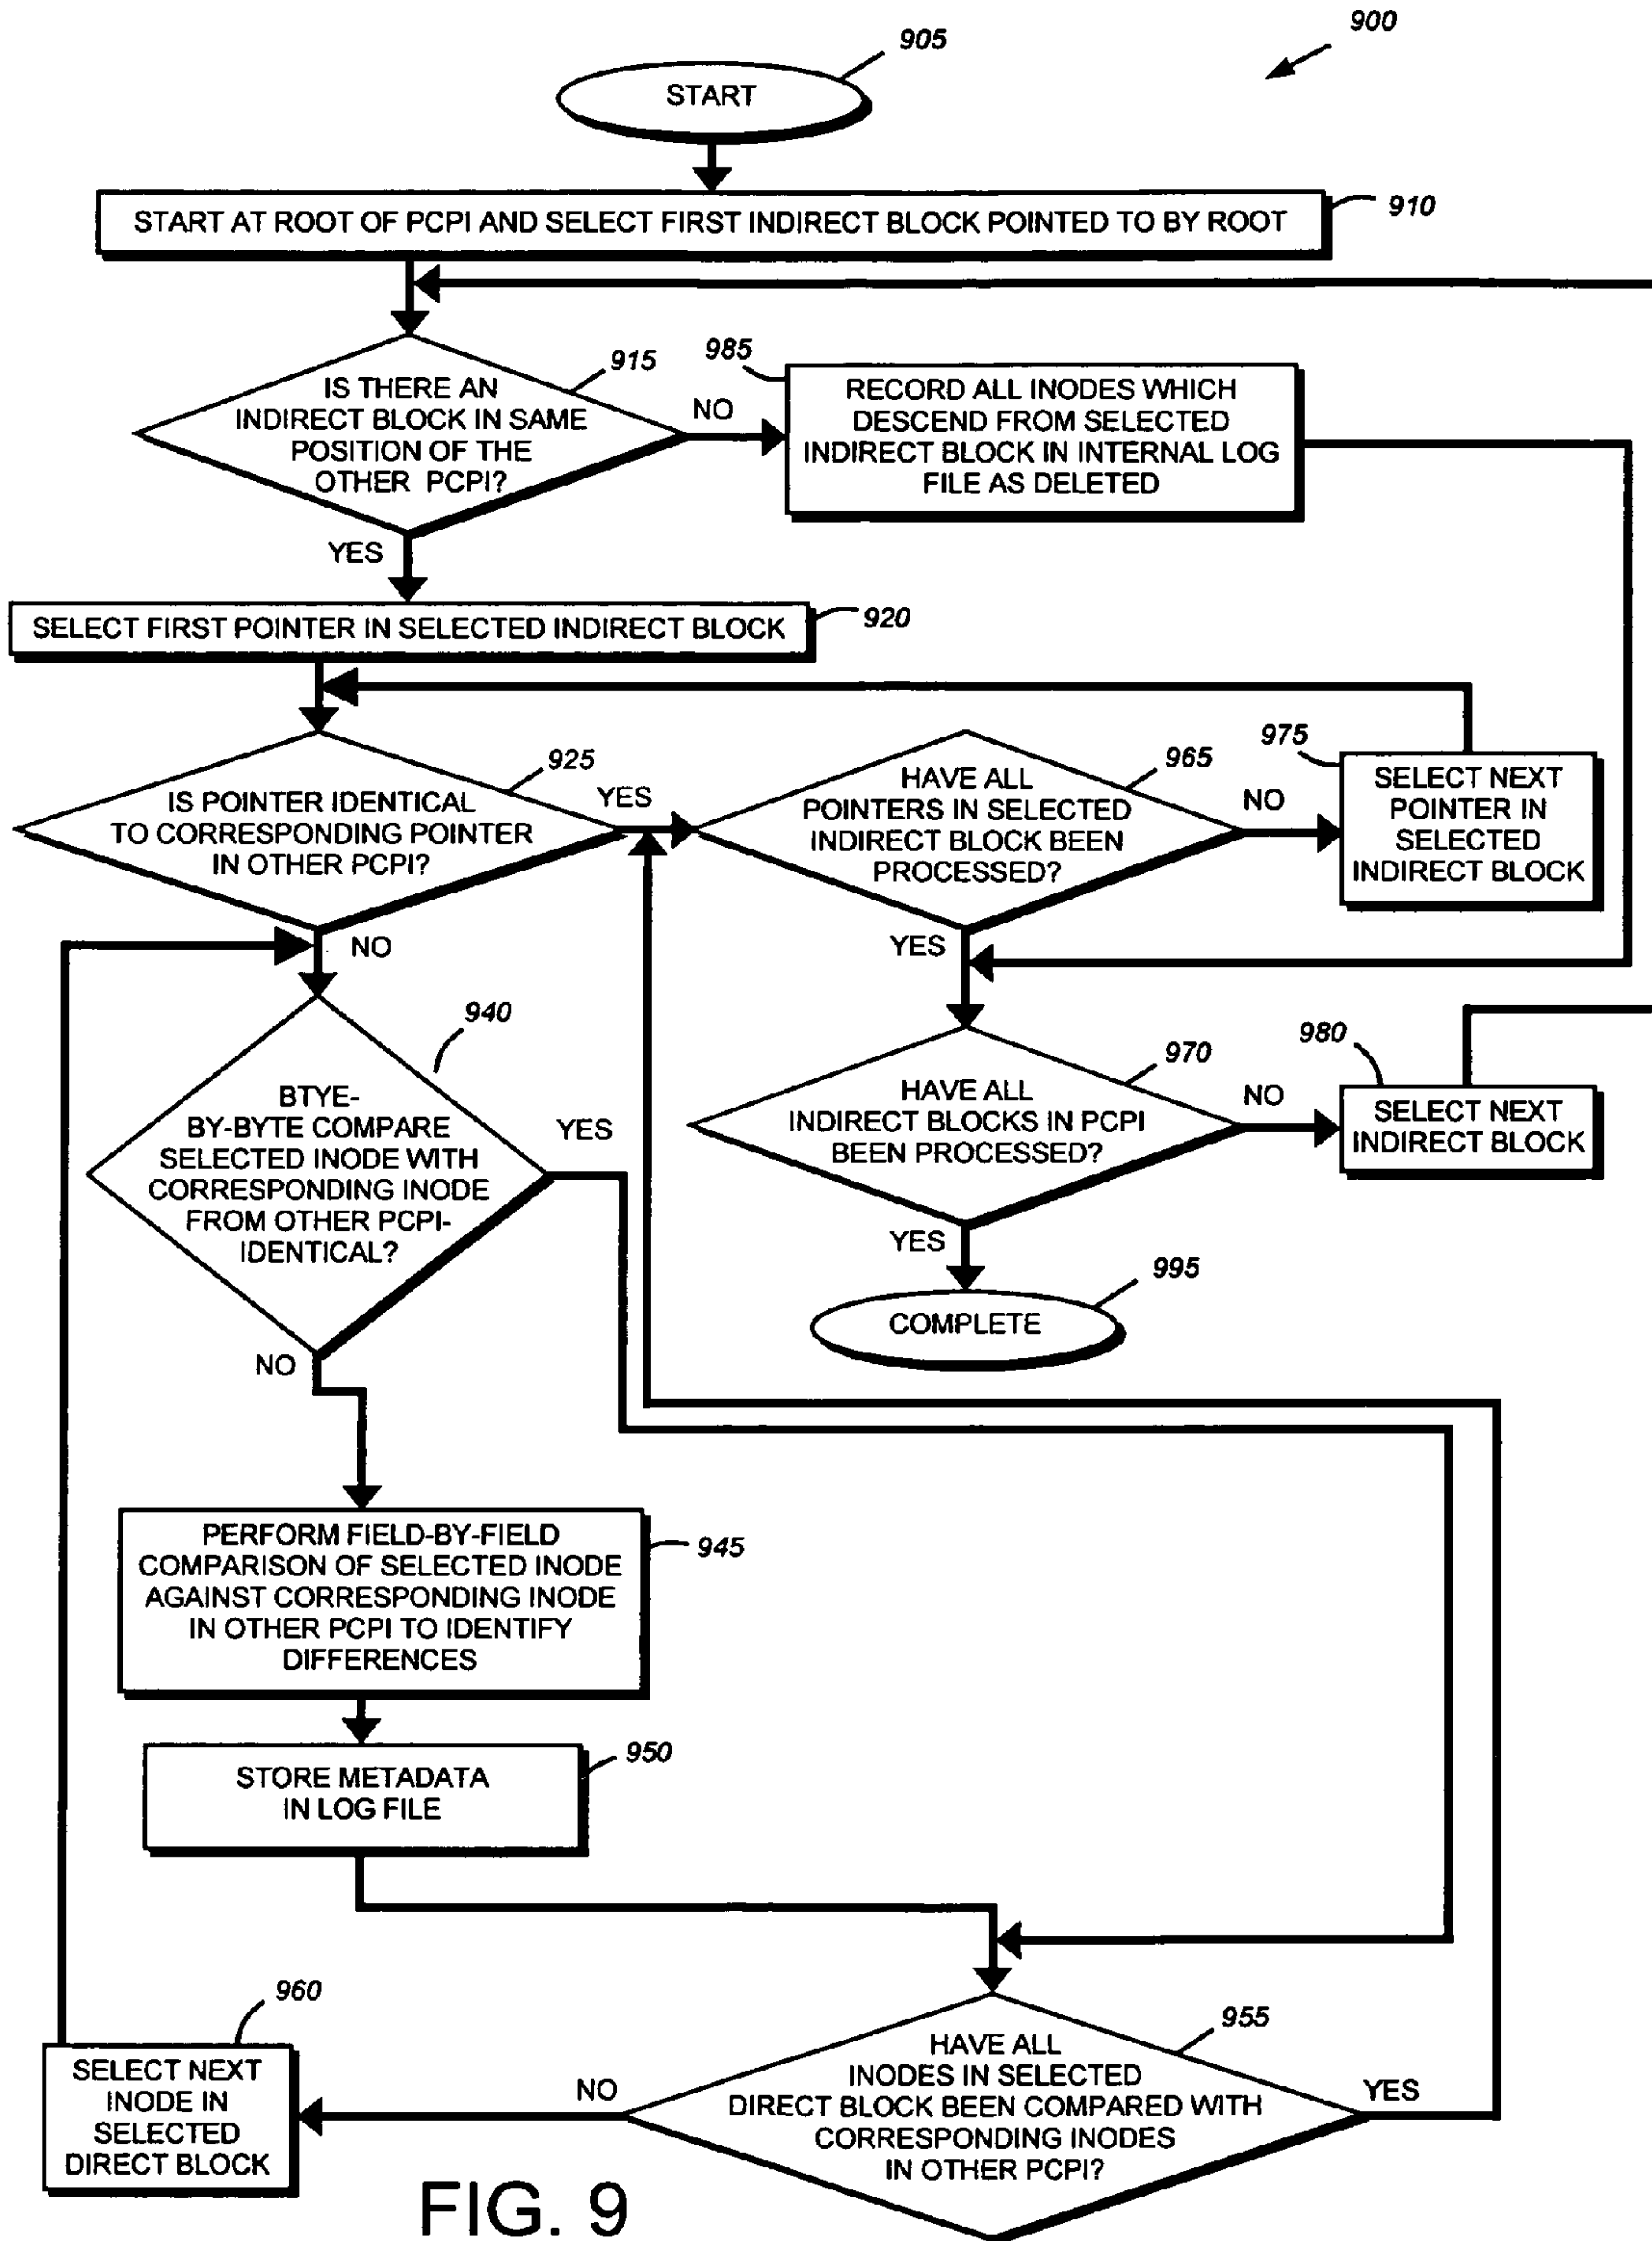 900
905
START
START AT ROOT OF PCPI AND SELECT FIRST INDIRECT BLOCK POINTED TO BY ROOT
910
915
IS THERE AN
INDIRECT BLOCK IN SAME
POSITION OF THE
OTHER PCPI?
NO
YES
985
RECORD ALL INODES WHICH
DESCEND FROM SELECTED
INDIRECT BLOCK IN INTERNAL LOG
FILE AS DELETED
SELECT FIRST POINTER IN SELECTED INDIRECT BLOCK
920
925
IS POINTER IDENTICAL
TO CORRESPONDING POINTER
IN OTHER PCPI?
YES
NO
965
HAVE ALL
POINTERS IN SELECTED
INDIRECT BLOCK BEEN
PROCESSED?
NO
YES
975
SELECT NEXT
POINTER IN
SELECTED
INDIRECT BLOCK
940
BTYE-
BY-BYTE COMPARE
SELECTED INODE WITH
CORRESPONDING INODE
FROM OTHER PCPI-
IDENTICAL?
YES
NO
970
HAVE ALL
INDIRECT BLOCKS IN PCPI
BEEN PROCESSED?
NO
YES
980
SELECT NEXT
INDIRECT BLOCK
995
COMPLETE
PERFORM FIELD-BY-FIELD
COMPARISON OF SELECTED INODE
AGAINST CORRESPONDING INODE
IN OTHER PCPI TO IDENTIFY
DIFFERENCES
945
STORE METADATA
IN LOG FILE
950
955
HAVE ALL
INODES IN SELECTED
DIRECT BLOCK BEEN COMPARED WITH
CORRESPONDING INODES
IN OTHER PCPI?
NO
YES
960
SELECT NEXT
INODE IN
SELECTED
DIRECT BLOCK
FIG. 9